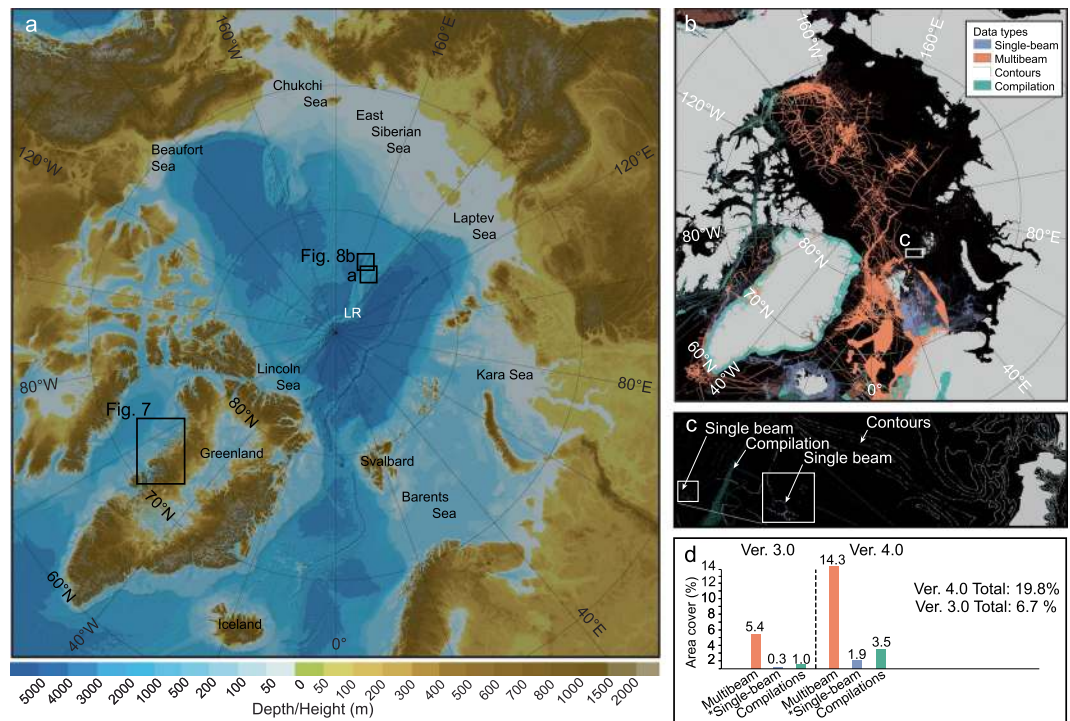 a
160°W
160°E
Chukchi
Sea
East
Siberian
Sea
120°W
Beaufort
Sea
120°E
Laptev
Sea
Fig. 8b
a
LR
Lincoln
Sea
Kara Sea
80°W
80°E
Fig. 7
80°N
Greenland
Svalbard
70°N
Barents
Sea
60°N
Iceland
40°W
0°
40°E
5000 4000 3000 2000 1000 500 200 100 50 0 50 100 200 300 400 500 600 700 800 1000 1500 2000
Depth/Height (m)
b
160°W
160°E
Data types
Single-beam
Multibeam
Contours
Compilation
120°W
80°W
80°E
C
80°N
70°N
60°N
40°W
0°
40°E
c
Single beam
Compilation
Single beam
Contours
d
Ver. 3.0
Ver. 4.0
Area cover (%)
14
12
10
8
6
4
2
5.4
0.3
1.0
14.3
1.9
3.5
Multibeam
*Single-beam
Compilations
Multibeam
*Single-beam
Compilations
Ver. 4.0 Total: 19.8%
Ver. 3.0 Total: 6.7 %